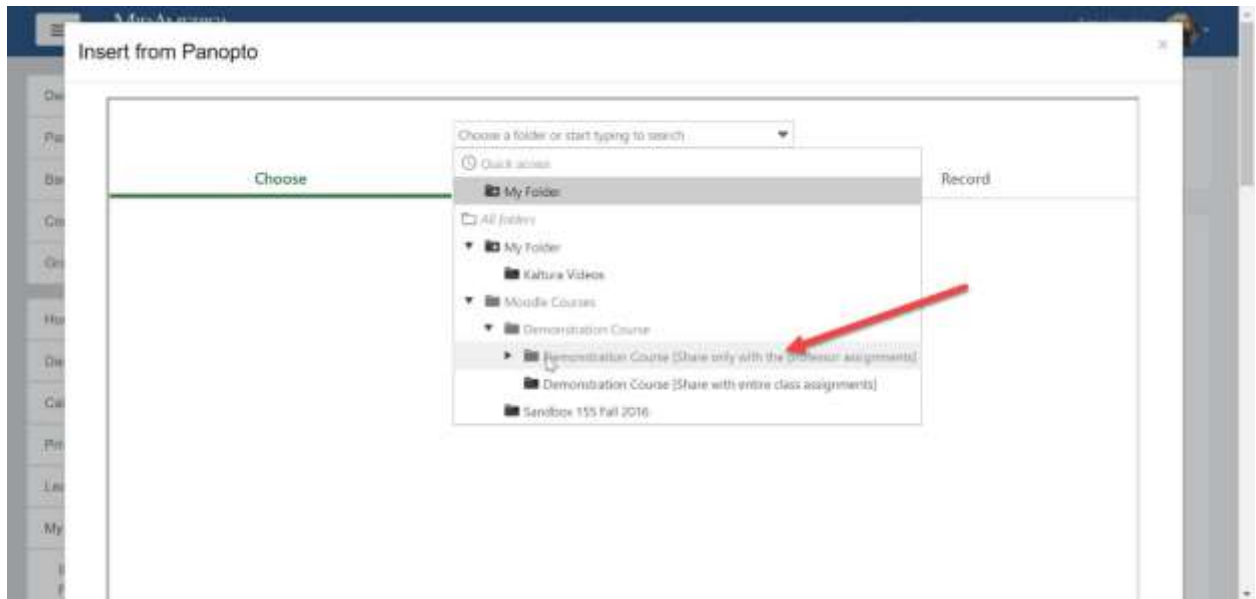 Insert from Panopto
×
Choose a folder or start typing to search
Quick access
Choose
Record
My Folder
All folders
My Folder
Kaltura Videos
Moodle Courses
Demonstration Course
Demonstration Course [Share only with the professor assignments]
Demonstration Course [Share with entire class assignments]
Sandbox 155 Fall 2016
My